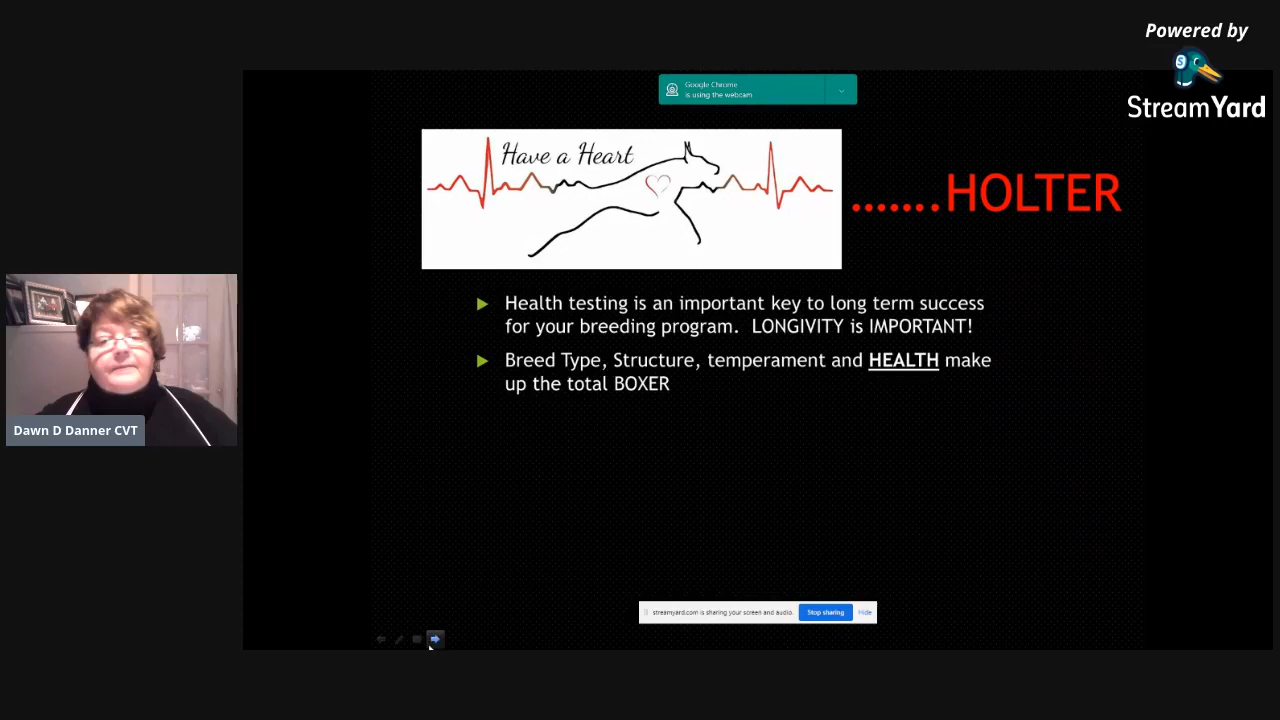 Powered by
StreamYard
Google Chrome
is using the webcam
Have a Heart
.......HOLTER
Health testing is an important key to long term success
for your breeding program. LONGIVITY is IMPORTANT!
Breed Type, Structure, temperament and HEALTH make
up the total BOXER
Dawn D Danner CVT
streamyard.com is sharing your screen and audio.
Stop sharing
Hide